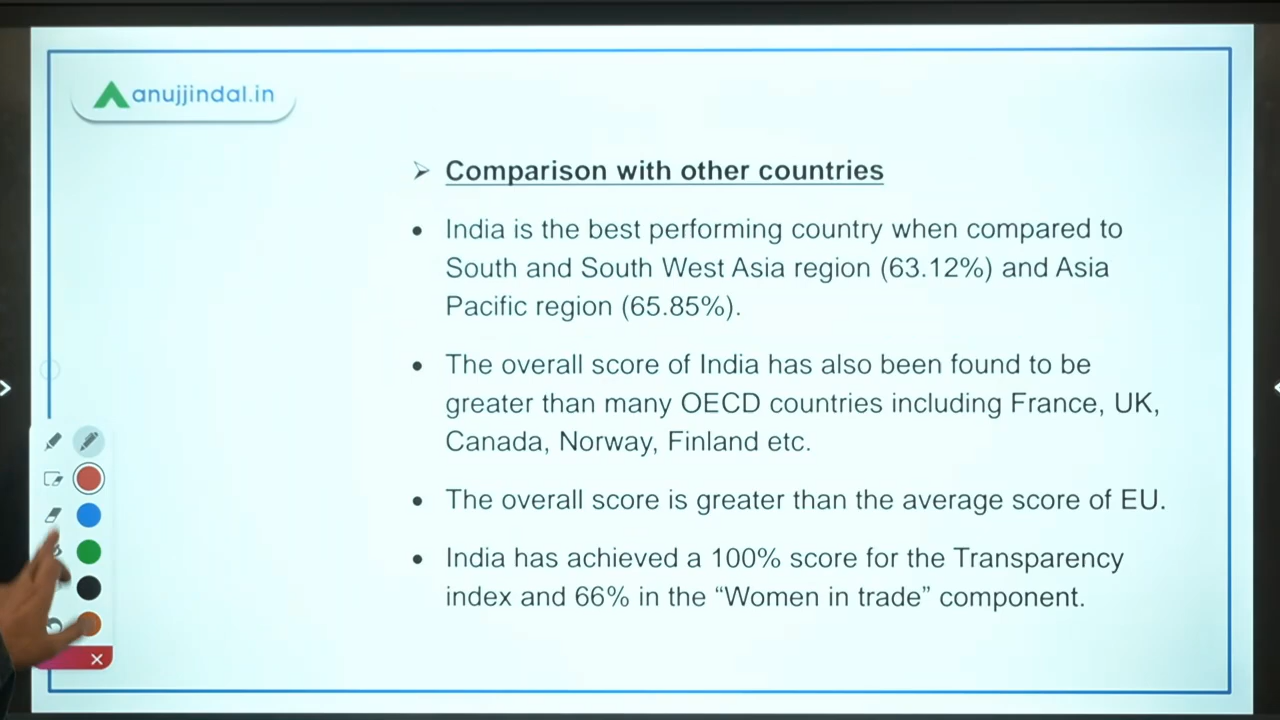 anujjindal.in
➢ Comparison with other countries
• India is the best performing country when compared to
South and South West Asia region (63.12%) and Asia
Pacific region (65.85%).
• The overall score of India has also been found to be
greater than many OECD countries including France, UK,
Canada, Norway, Finland etc.
• The overall score is greater than the average score of EU.
• India has achieved a 100% score for the Transparency
index and 66% in the “Women in trade” component.